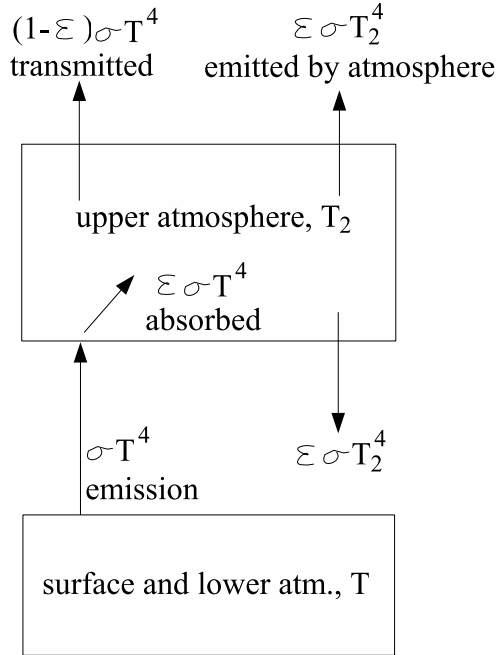 (1-ε)σT⁴
transmitted
εσT₂⁴
emitted by atmosphere
upper atmosphere, T₂
εσT⁴
absorbed
σT⁴
emission
εσT₂⁴
surface and lower atm., T